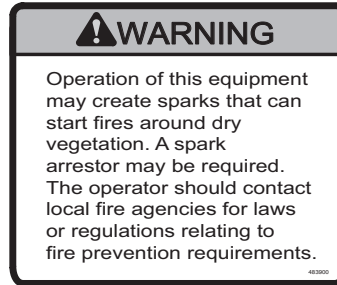 WARNING
Operation of this equipment
may create sparks that can
start fires around dry
vegetation. A spark
arrestor may be required.
The operator should contact
local fire agencies for laws
or regulations relating to
fire prevention requirements.
483900